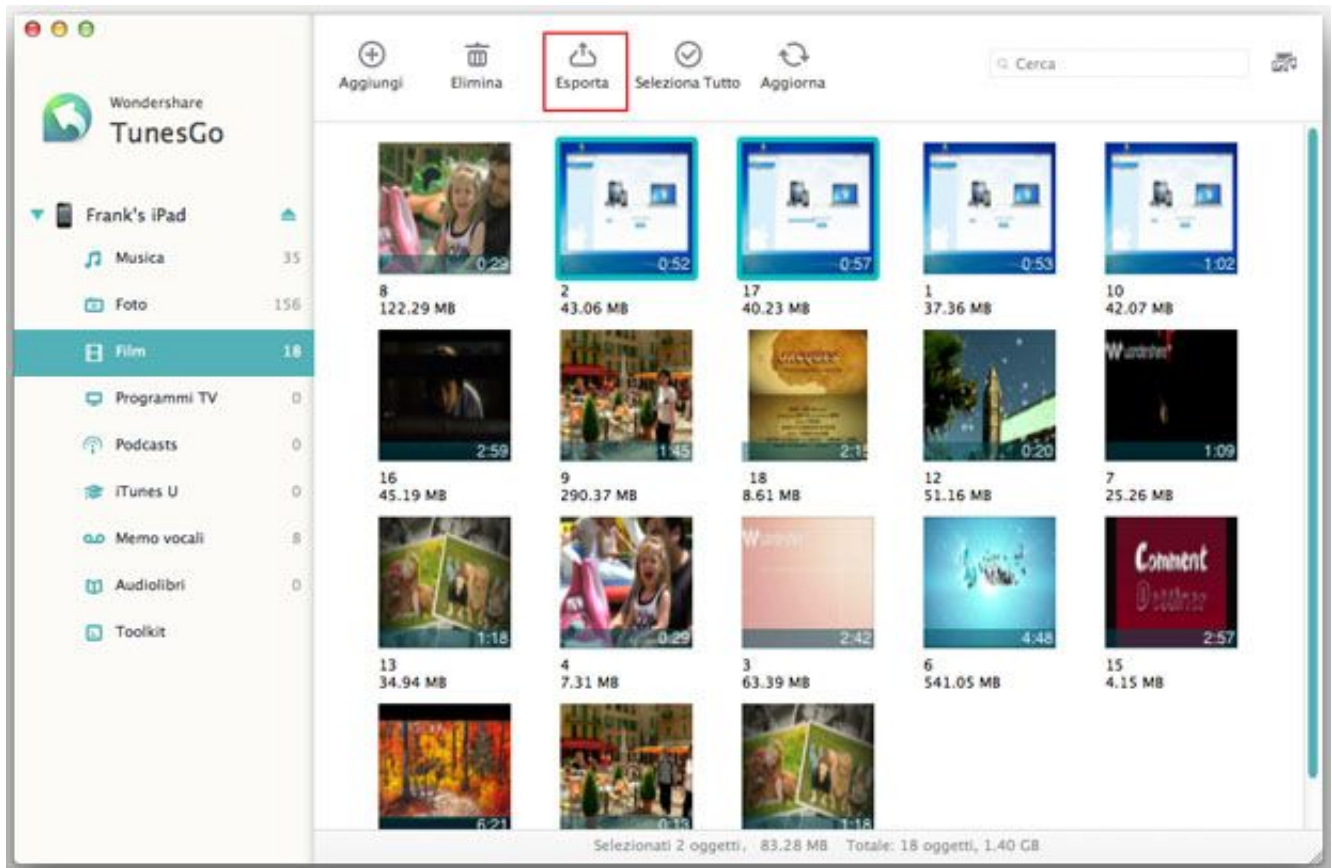 Wondershare
TunesGo
Frank's iPad
Musica 35
Foto 156
Film 18
Programmi TV 0
Podcasts 0
iTunes U 0
Memo vocali 8
Audiolibri 0
Toolkit
Aggiungi Elimina Esporta Seleziona Tutto Aggiorna
Cerca
0:29 0:52 0:57 0:53 1:02
8 2 17 1 10
122.29 MB 43.06 MB 40.23 MB 37.36 MB 42.07 MB
Wondershare
2:59 1:45 2:15 0:20 1:09
16 9 18 12 7
45.19 MB 290.37 MB 8.61 MB 51.16 MB 25.26 MB
Comment
1:18 0:29 2:42 4:48 2:57
13 4 3 6 15
34.94 MB 7.31 MB 63.39 MB 541.05 MB 4.15 MB
6:21 0:13 1:18
Selezionati 2 oggetti, 83.28 MB Totale: 18 oggetti, 1.40 GB